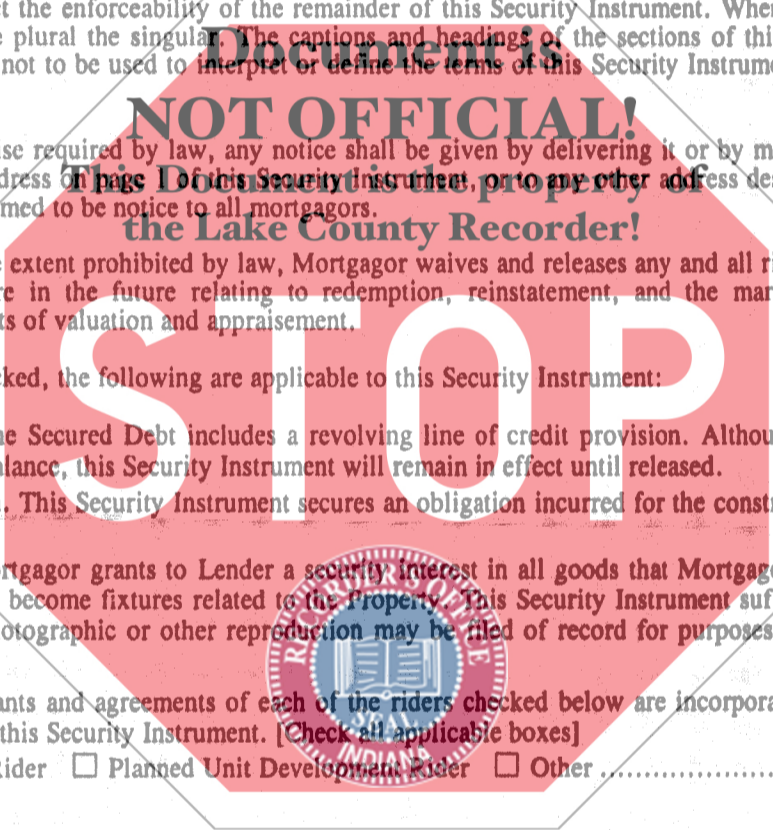 t the enforceability of the remainder of this Security Instrument. Whe
e plural the singular. The captions and headings of the sections of thi
not to be used to interpret or define the terms of this Security Instrume
Document is
NOT OFFICIAL!
This Document is the property of
the Lake County Recorder!
se required by law, any notice shall be given by delivering it or by m
dress on page 1 of this Security Instrument, or to any other address de
med to be notice to all mortgagors.
e extent prohibited by law, Mortgagor waives and releases any and all ri
re in the future relating to redemption, reinstatement, and the mar
ts of valuation and appraisement.
STOP
cked, the following are applicable to this Security Instrument:
ne Secured Debt includes a revolving line of credit provision. Althou
alance, this Security Instrument will remain in effect until released.
. This Security Instrument secures an obligation incurred for the const
rtgagor grants to Lender a security interest in all goods that Mortgag
become fixtures related to the Property. This Security Instrument suf
otographic or other reproduction may be filed of record for purposes
RECORDER'S OFFICE
SEAL
INDIANA
ants and agreements of each of the riders checked below are incorpora
this Security Instrument. [Check all applicable boxes]
ider ☐ Planned Unit Development Rider ☐ Other ......................